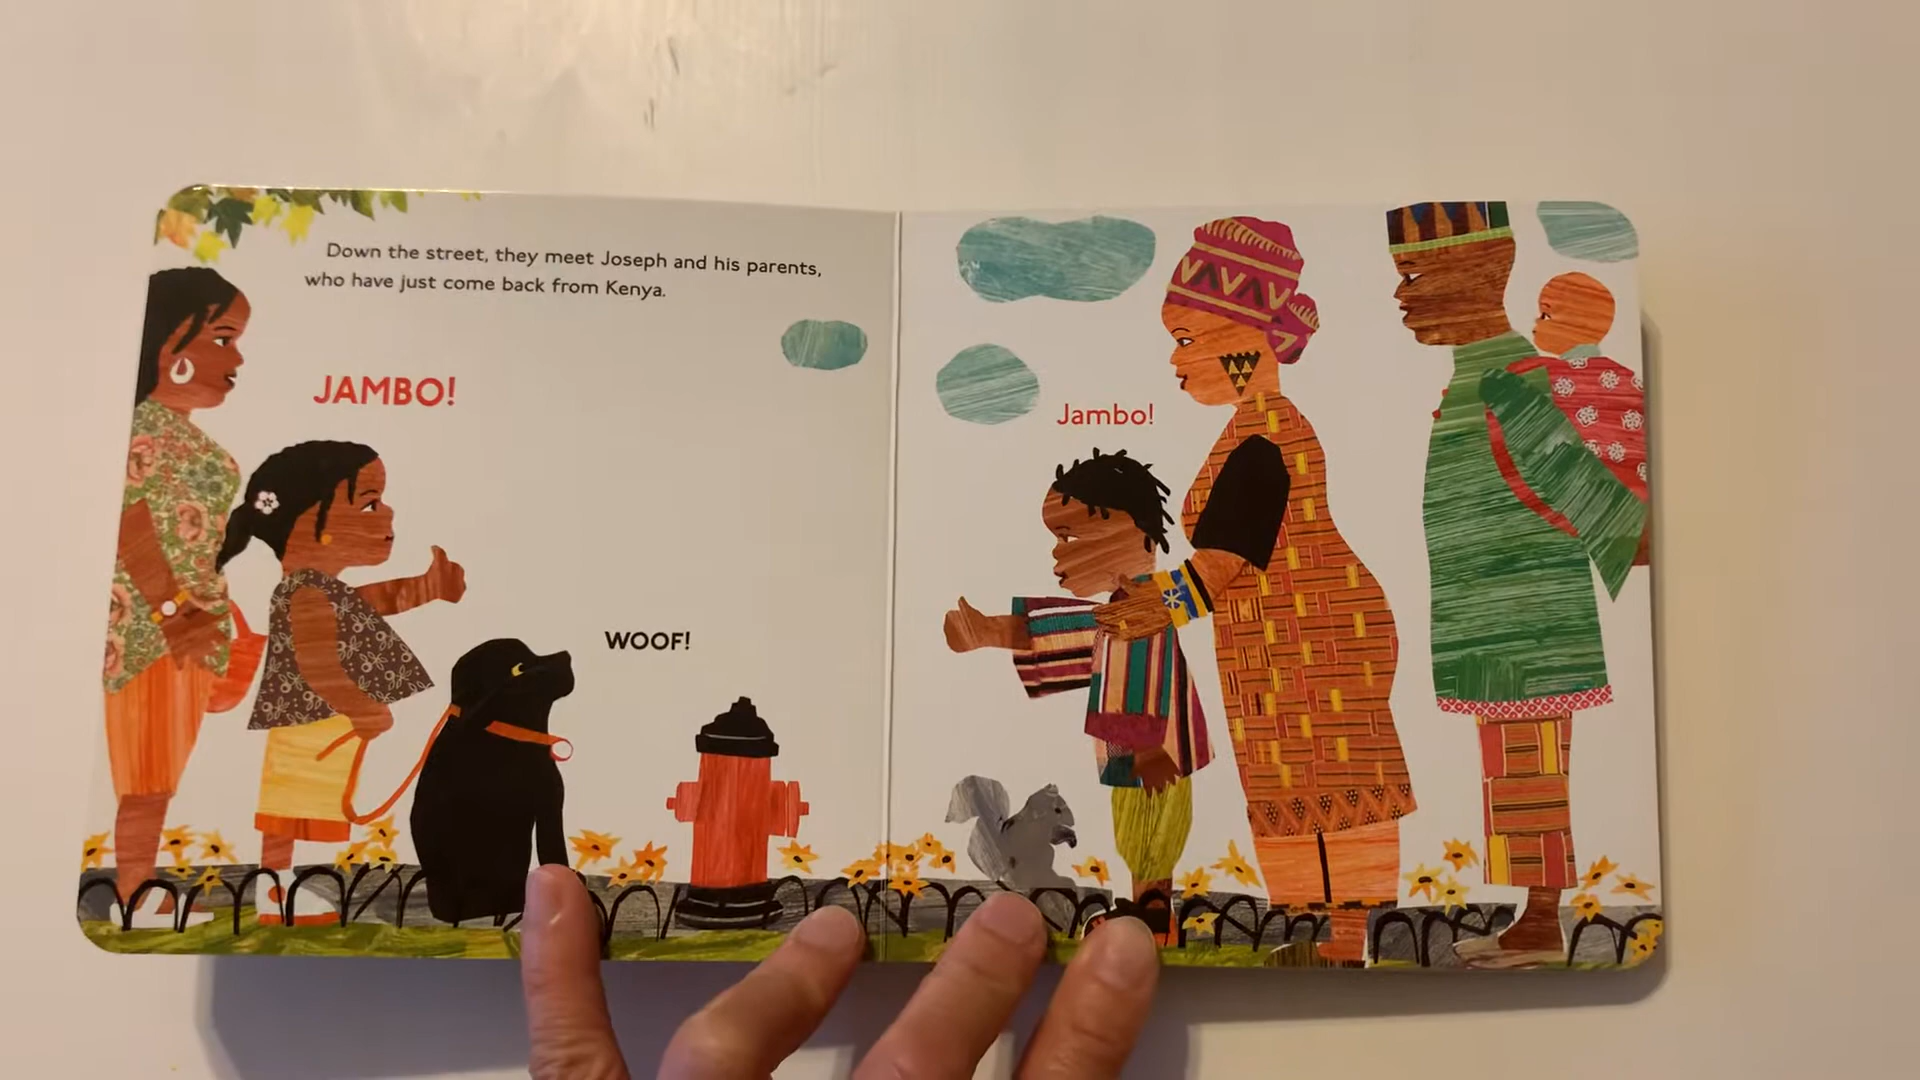 Down the street, they meet Joseph and his parents,
who have just come back from Kenya.
JAMBO!
WOOF!
Jambo!